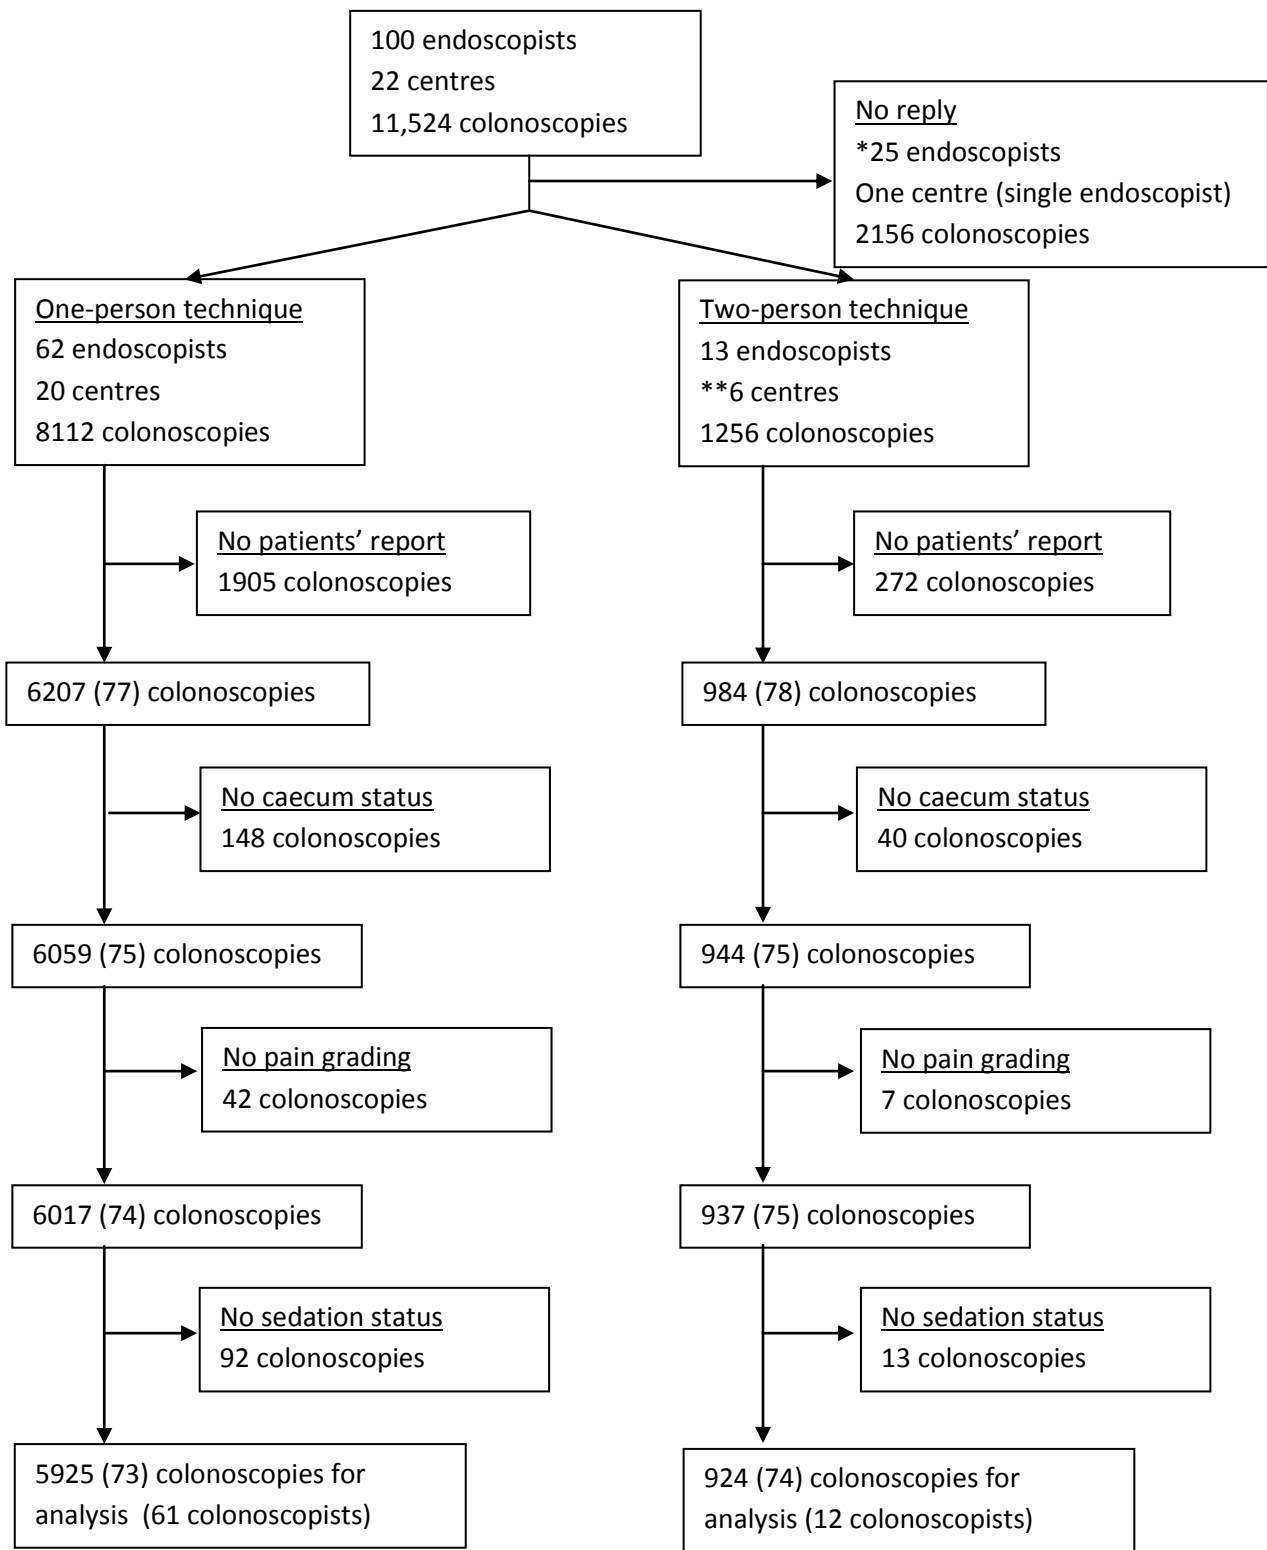 100 endoscopists
22 centres
11,524 colonoscopies
No reply
*25 endoscopists
One centre (single endoscopist)
2156 colonoscopies
One-person technique
62 endoscopists
20 centres
8112 colonoscopies
Two-person technique
13 endoscopists
**6 centres
1256 colonoscopies
No patients’ report
1905 colonoscopies
No patients’ report
272 colonoscopies
6207 (77) colonoscopies
984 (78) colonoscopies
No caecum status
148 colonoscopies
No caecum status
40 colonoscopies
6059 (75) colonoscopies
944 (75) colonoscopies
No pain grading
42 colonoscopies
No pain grading
7 colonoscopies
6017 (74) colonoscopies
937 (75) colonoscopies
No sedation status
92 colonoscopies
No sedation status
13 colonoscopies
5925 (73) colonoscopies for
analysis (61 colonoscopists)
924 (74) colonoscopies for
analysis (12 colonoscopists)